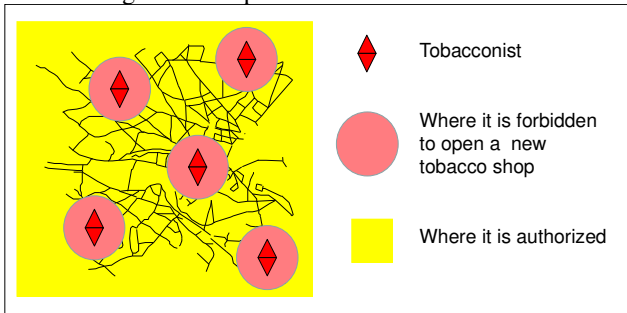 Tobacconist
Where it is forbidden
to open a new
tobacco shop
Where it is authorized